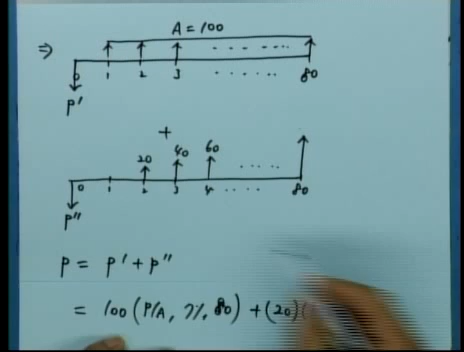 A = 100
⇒
0 1 2 3 ..... ..... 80
P'
+
20 40 60 .....
0 1 2 3 4 ..... 80
P"
P = P' + P"
= 100 (P/A, 7%, 80) + (20)(